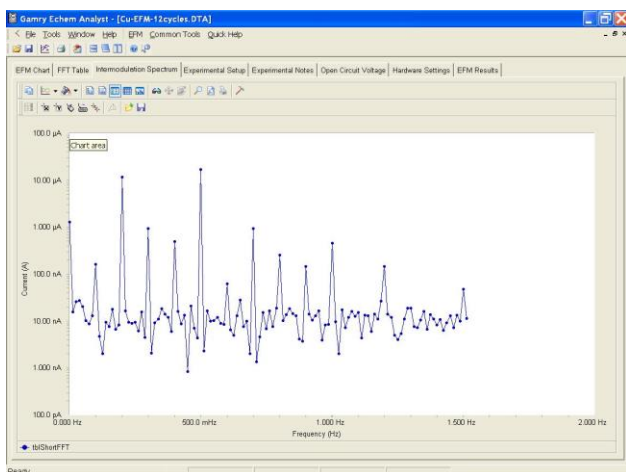 Gamry Echem Analyst - [Cu-EFM-12cycles.DTA]
File Tools Window Help EFM Common Tools Quick Help
EFM Chart FFT Table Intermodulation Spectrum Experimental Setup Experimental Notes Open Circuit Voltage Hardware Settings EFM Results
100.0 µA
Chart area
10.00 µA
1.000 µA
100.0 nA
10.00 nA
1.000 nA
100.0 pA
Current (A)
0.000 Hz 500.0 mHz 1.000 Hz 1.500 Hz 2.000 Hz
Frequency (Hz)
tblShortFFT
Ready